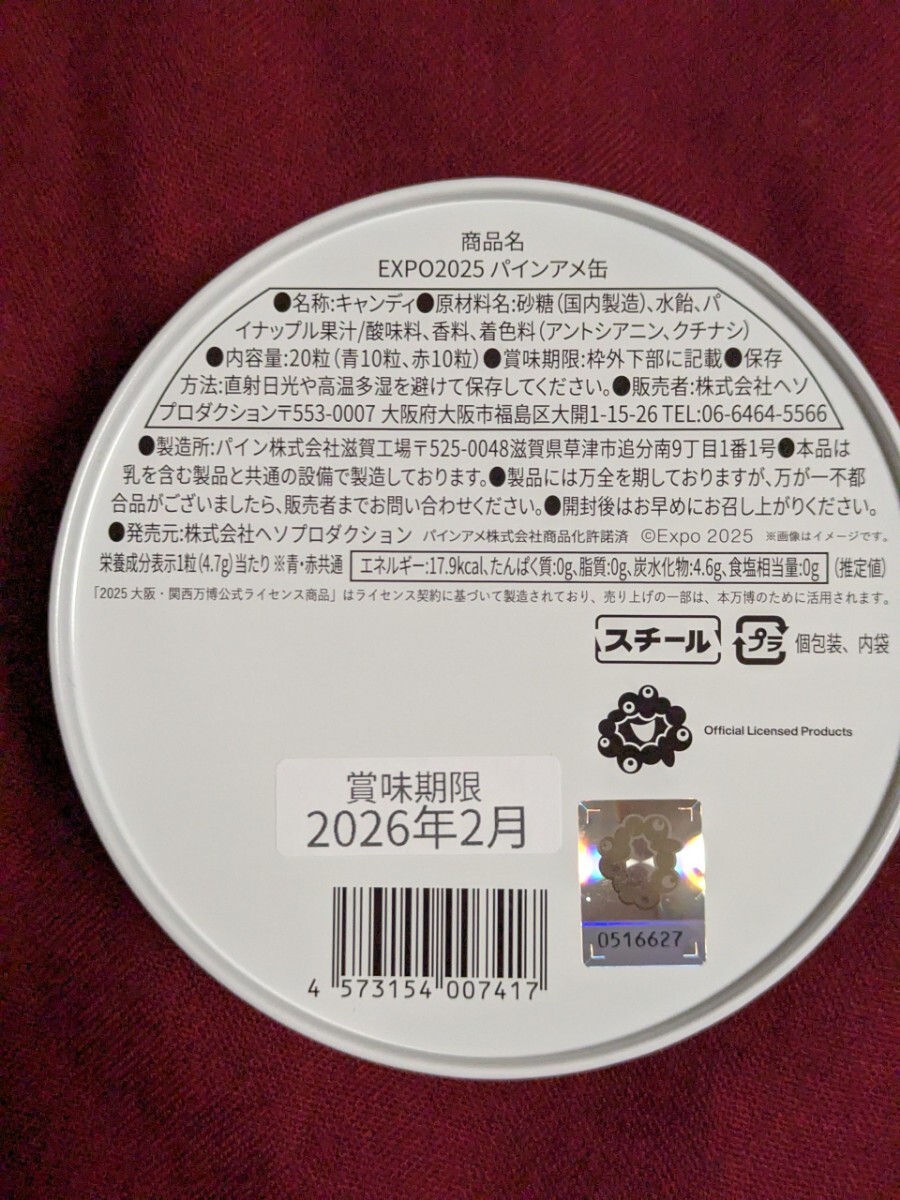 商品名
EXPO2025 パインアメ缶
●名称:キャンディ●原材料名:砂糖(国内製造)、水飴、パ
イナップル果汁/酸味料、香料、着色料(アントシアニン、クチナシ)
●内容量:20粒(青10粒、赤10粒)●賞味期限:枠外下部に記載●保存
方法:直射日光や高温多湿を避けて保存してください。●販売者:株式会社ヘソ
プロダクション〒553-0007 大阪府大阪市福島区大開1-15-26 TEL:06-6464-5566
●製造所:パイン株式会社滋賀工場〒525-0048滋賀県草津市追分南9丁目1番1号●本品は
乳を含む製品と共通の設備で製造しております。●製品には万全を期しておりますが、万が一不都
合品がございましたら、販売者までお問い合わせください。●開封後はお早めにお召し上がりください。
●発売元:株式会社ヘソプロダクション パインアメ株式会社商品化許諾済 ©Expo 2025 ※画像はイメージです。
栄養成分表示1粒(4.7g)当たり ※青・赤共通 エネルギー:17.9kcal、たんぱく質:0g、脂質:0g、炭水化物:4.6g、食塩相当量:0g (推定値)
「2025 大阪・関西万博公式ライセンス商品」はライセンス契約に基づいて製造されており、売り上げの一部は、本万博のために活用されます。
スチール プラ 個包装、内袋
Official Licensed Products
賞味期限
2026年2月
0516627
4 573154 007417